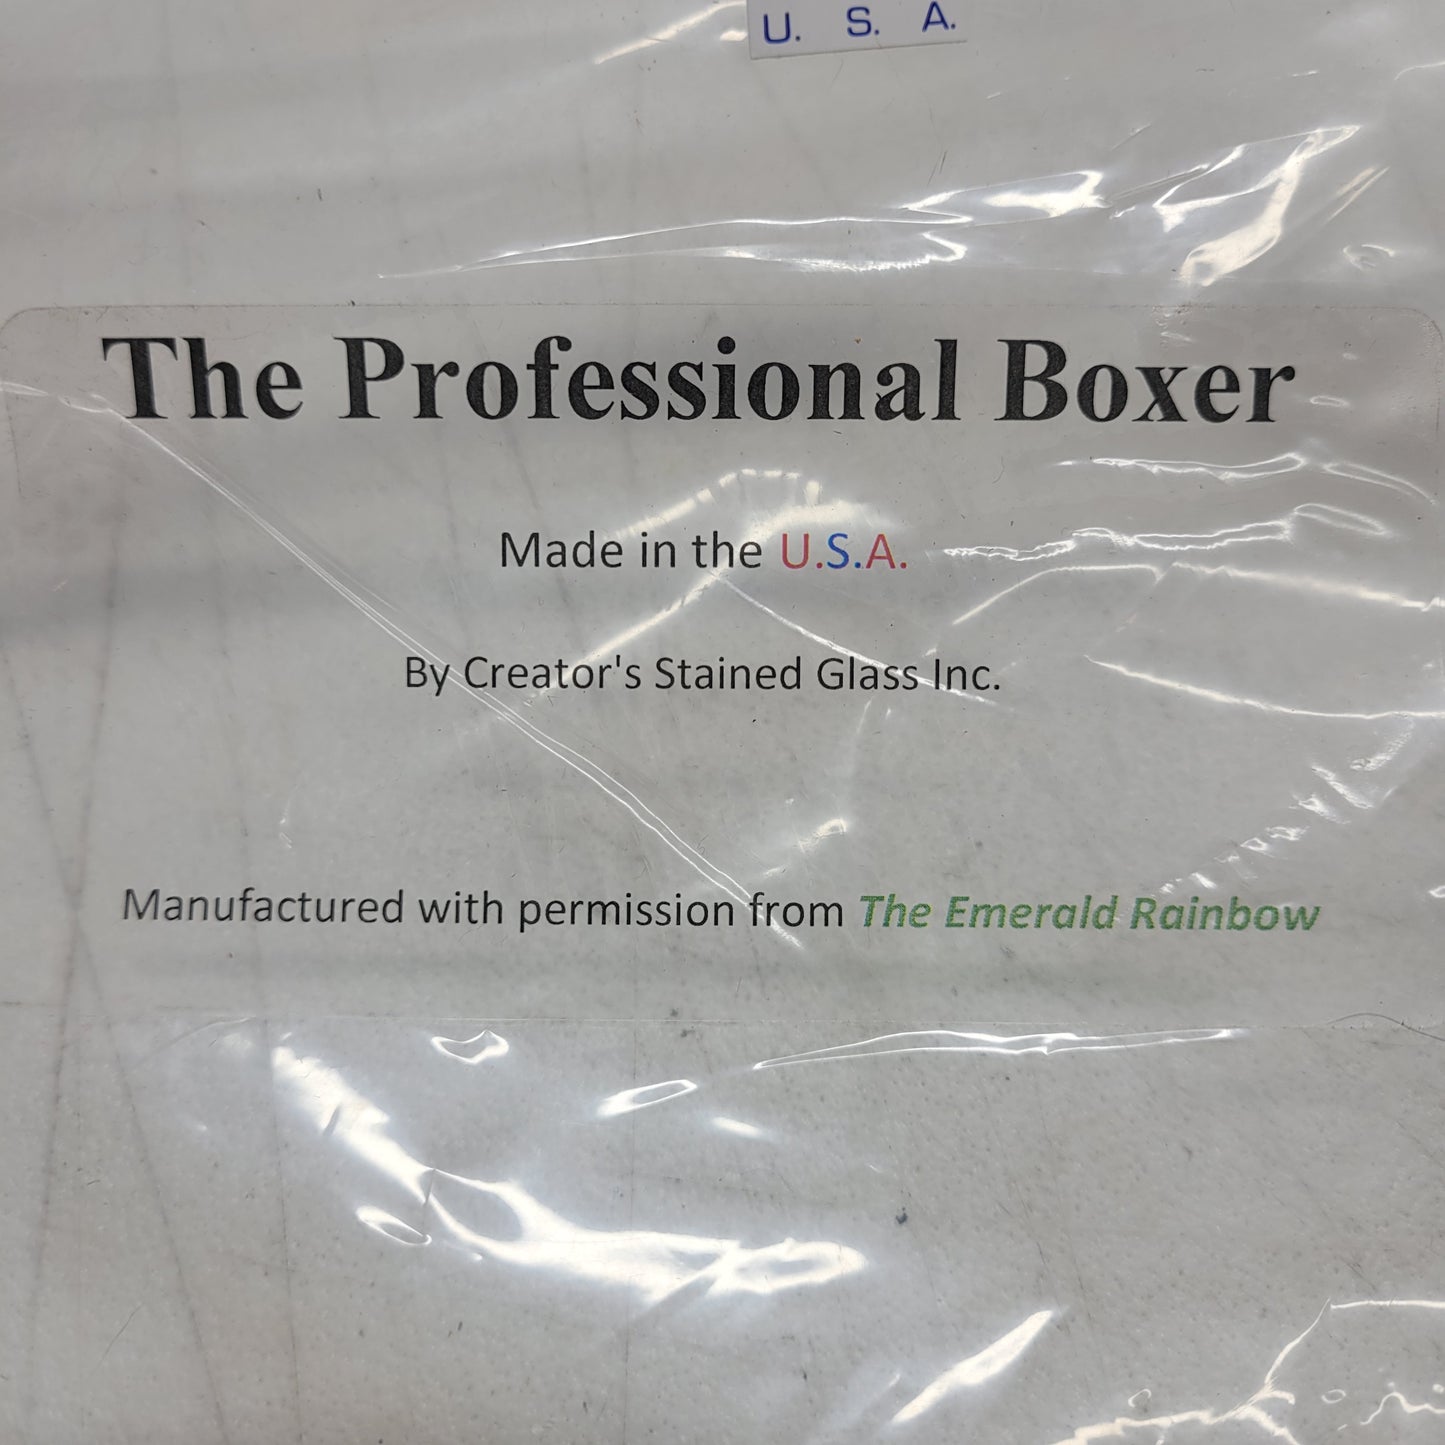 U. S. A.
The Professional Boxer
Made in the U.S.A.
By Creator's Stained Glass Inc.
Manufactured with permission from The Emerald Rainbow